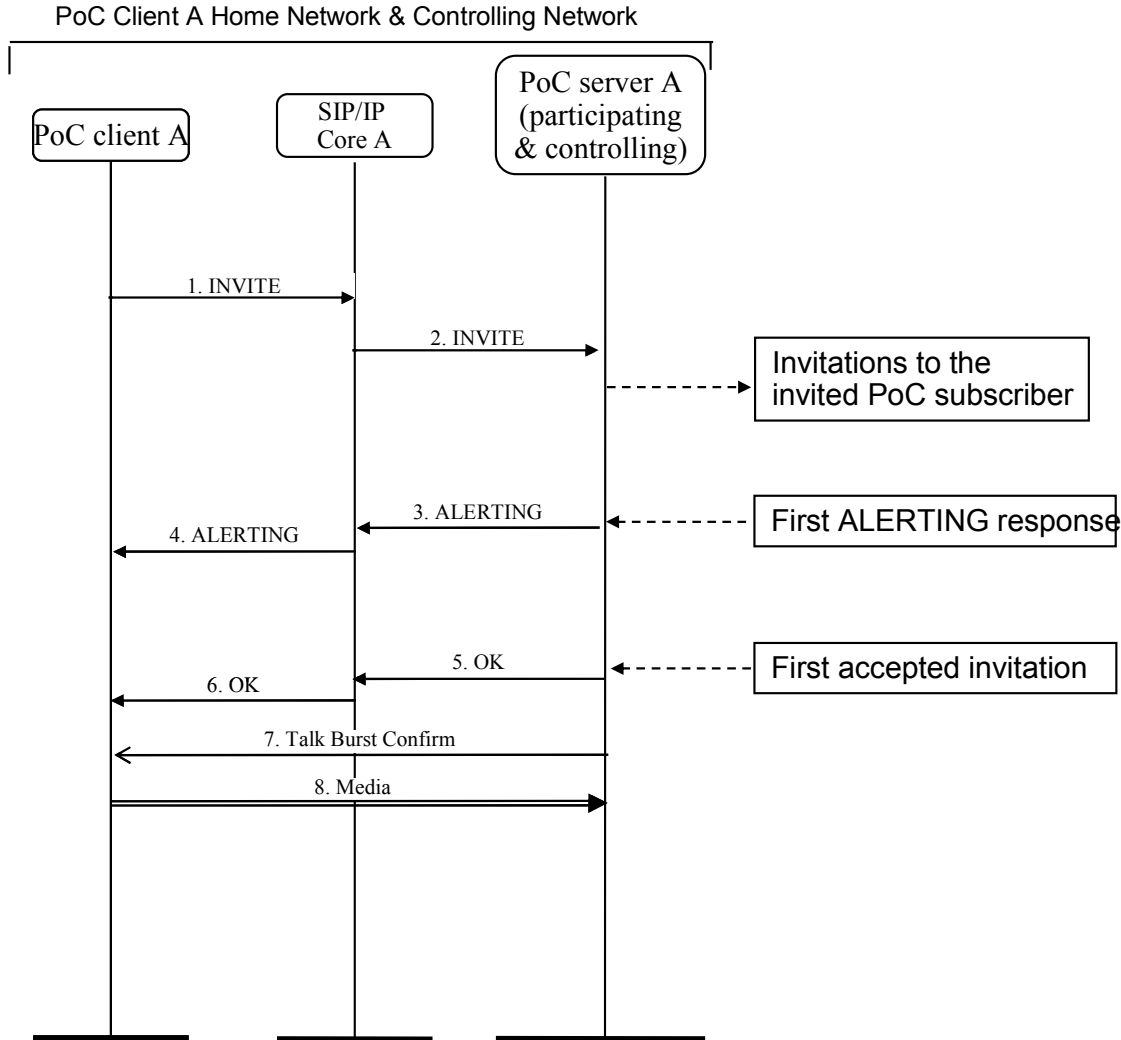 PoC Client A Home Network & Controlling Network
PoC client A
SIP/IP
Core A
PoC server A
(participating
& controlling)
1. INVITE
2. INVITE
Invitations to the
invited PoC subscriber
3. ALERTING
First ALERTING response
4. ALERTING
5. OK
First accepted invitation
6. OK
7. Talk Burst Confirm
8. Media